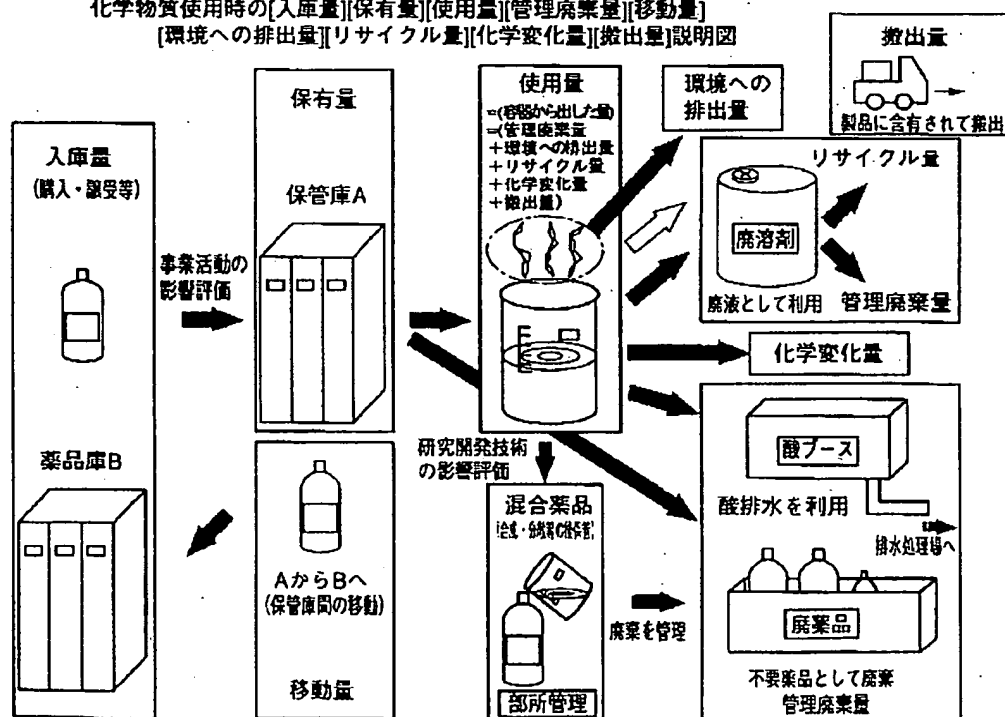 化学物質使用時の[入庫量][保有量][使用量][管理廃棄量][移動量]
[環境への排出量][リサイクル量][化学変化量][搬出量]説明図
入庫量
(購入・譲受等)
薬品庫B
事業活動の
影響評価
保有量
保管庫A
AからBへ
(保管庫間の移動)
移動量
使用量
=(容器から出した量)
=(管理廃棄量
+環境への排出量
+リサイクル量
+化学変化量
+搬出量)
研究開発技術
の影響評価
混合薬品
部所管理
環境への
排出量
搬出量
製品に含有されて搬出
リサイクル量
廃溶剤
廃液として利用
管理廃棄量
化学変化量
酸ブース
酸排水を利用
排水処理場へ
廃棄を管理
廃薬品
不要薬品として廃棄
管理廃棄量